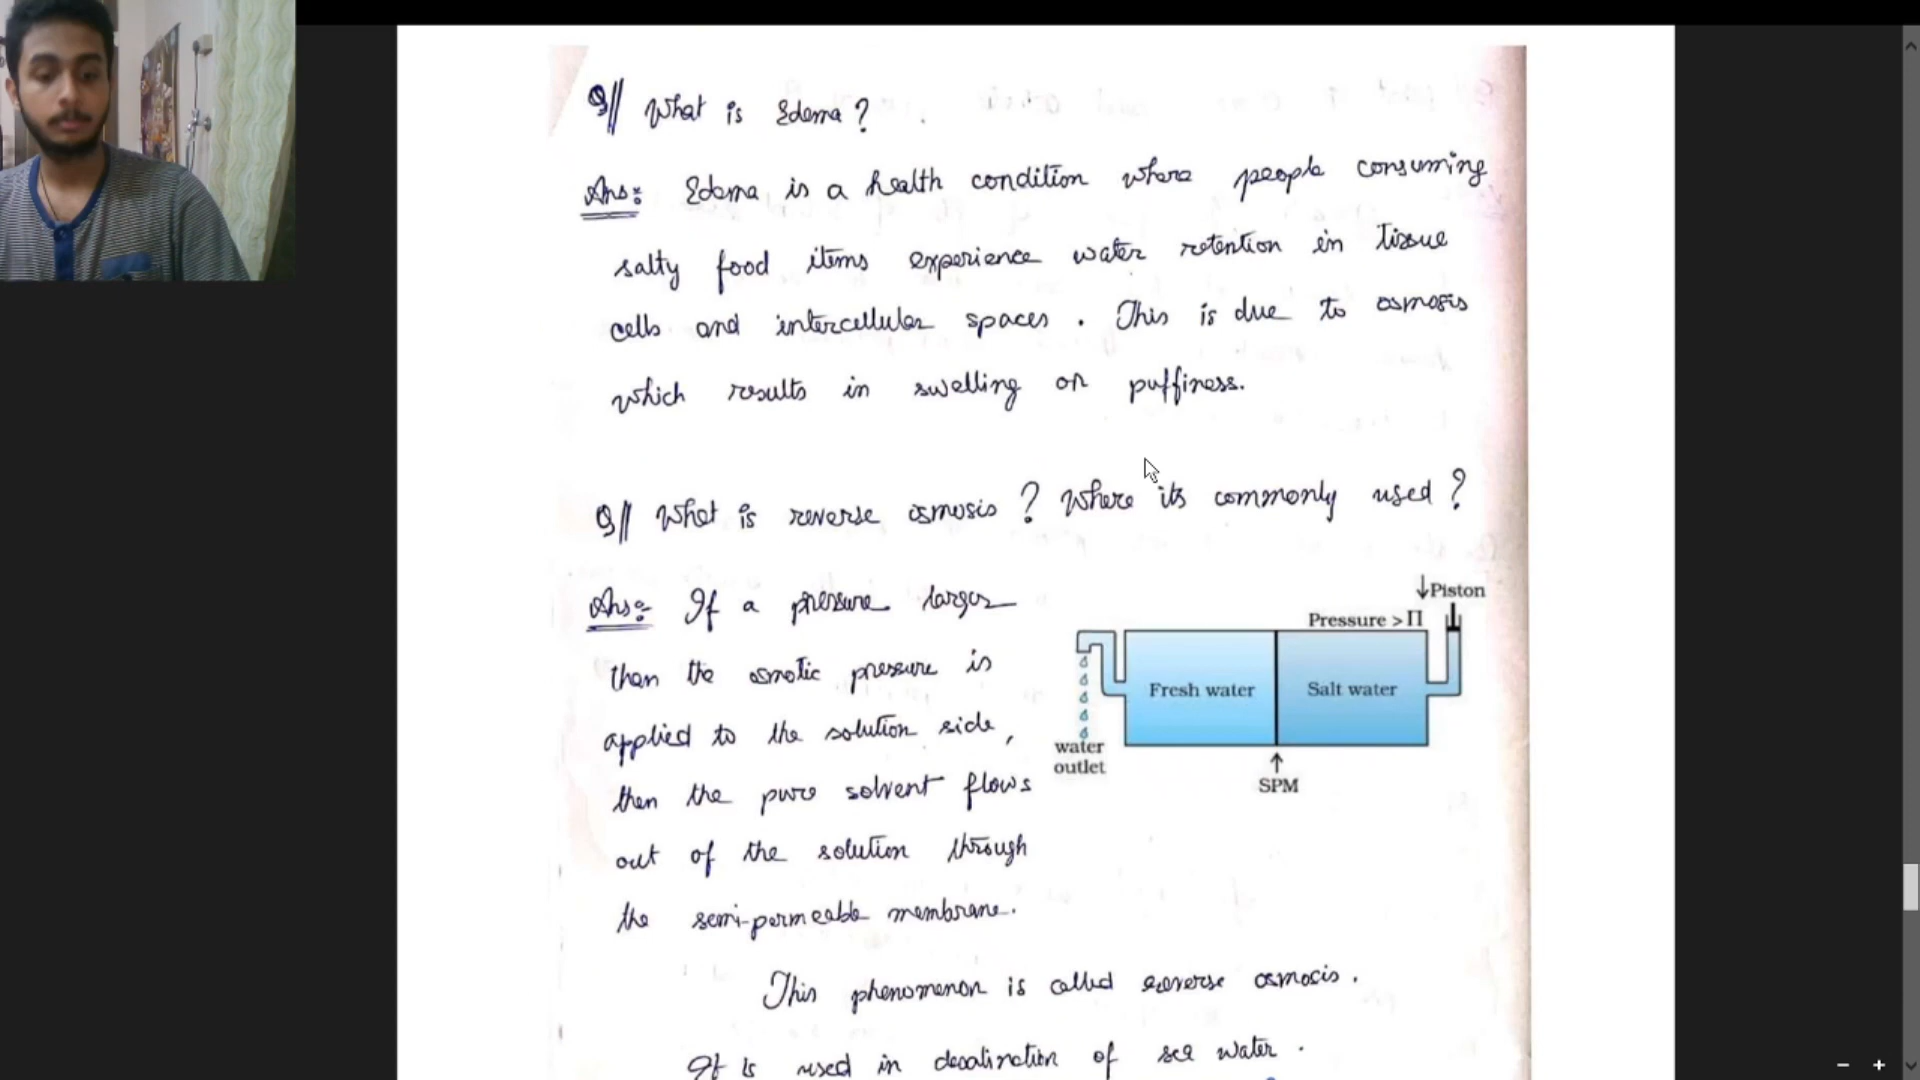 Q// What is Edema?
Ans: Edema is a health condition where people consuming
salty food items experience water retention in tissue
cells and intercellular spaces. This is due to osmosis
which results in swelling or puffiness.
Q// What is reverse osmosis? Where its commonly used?
Ans: If a pressure larger
than the osmotic pressure is
applied to the solution side,
then the pure solvent flows
out of the solution through
the semi-permeable membrane.
↓Piston
Pressure > Π
Fresh water
Salt water
water
outlet
SPM
This phenomenon is called reverse osmosis.
It is used in desalination of sea water.